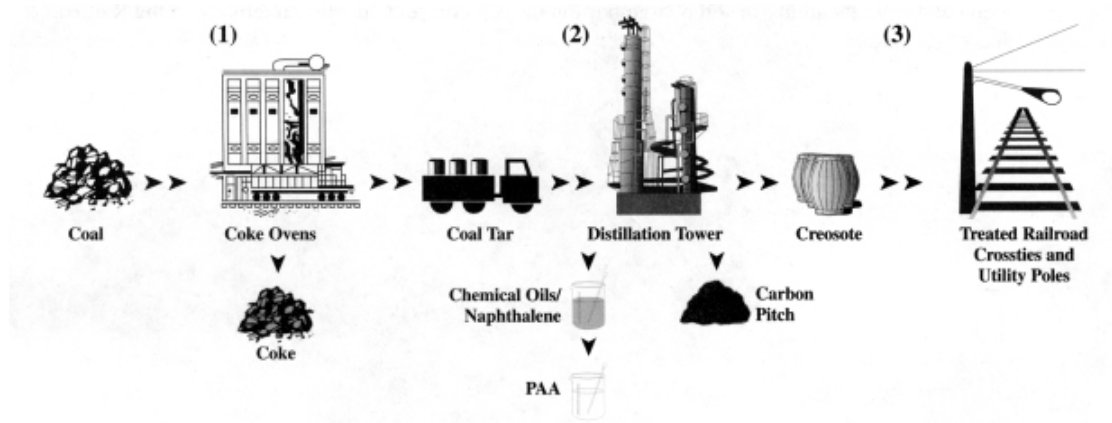 (1)
(2)
(3)
Coal
Coke Ovens
Coal Tar
Distillation Tower
Creosote
Treated Railroad
Crossties and
Utility Poles
Coke
Chemical Oils/
Naphthalene
Carbon
Pitch
PAA